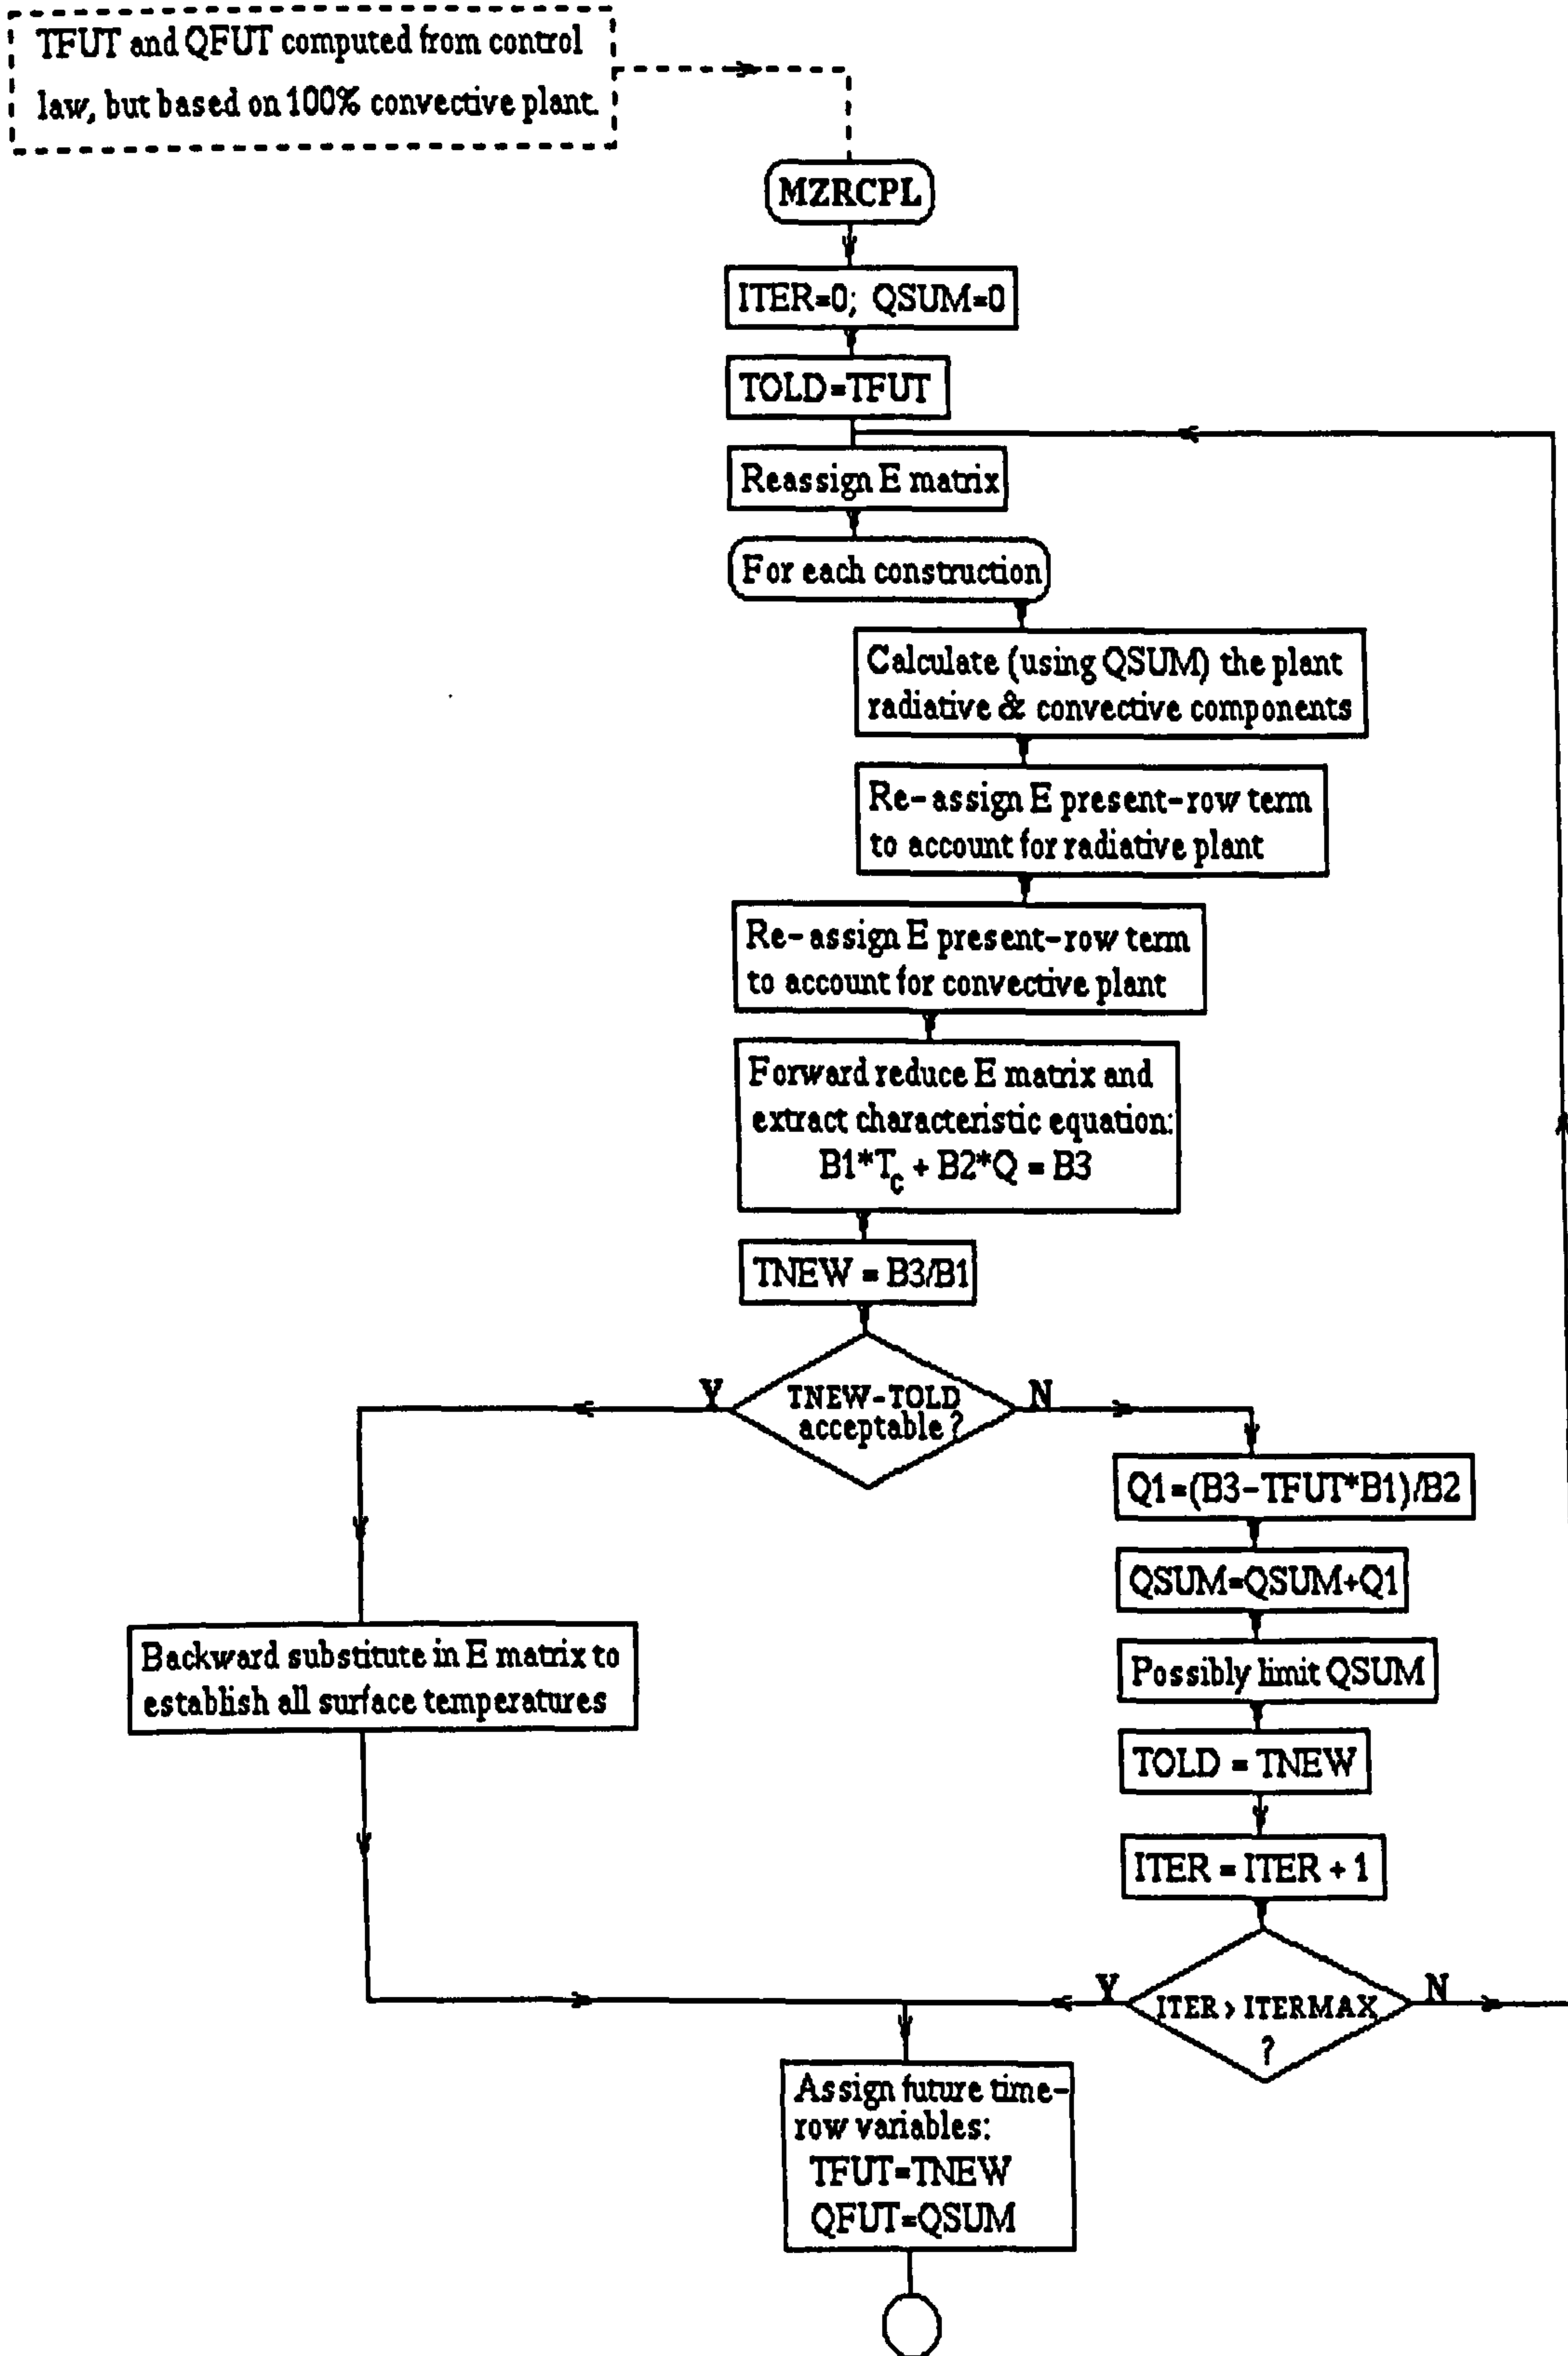 TFUT and QFUT computed from control
law, but based on 100% convective plant.
MZRCPL
ITER=0; QSUM=0
TOLD=TFUT
Reassign E matrix
For each construction
Calculate (using QSUM) the plant
radiative & convective components
Re-assign E present-row term
to account for radiative plant
Re-assign E present-row term
to account for convective plant
Forward reduce E matrix and
extract characteristic equation:
B1*Tc + B2*Q = B3
TNEW = B3/B1
Y
TNEW-TOLD
acceptable?
N
Q1=(B3-TFUT*B1)/B2
QSUM=QSUM+Q1
Backward substitute in E matrix to
establish all surface temperatures
Possibly limit QSUM
TOLD = TNEW
ITER = ITER + 1
Y
ITER > ITERMAX
?
N
Assign future time-
row variables:
TFUT=TNEW
QFUT=QSUM